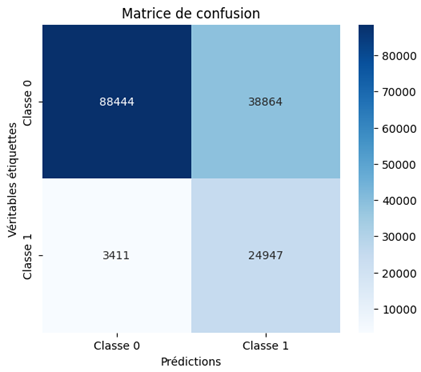 Matrice de confusion
Véritables étiquettes
Classe 0
Classe 1
88444
38864
3411
24947
Classe 0
Classe 1
Prédictions
80000
70000
60000
50000
40000
30000
20000
10000